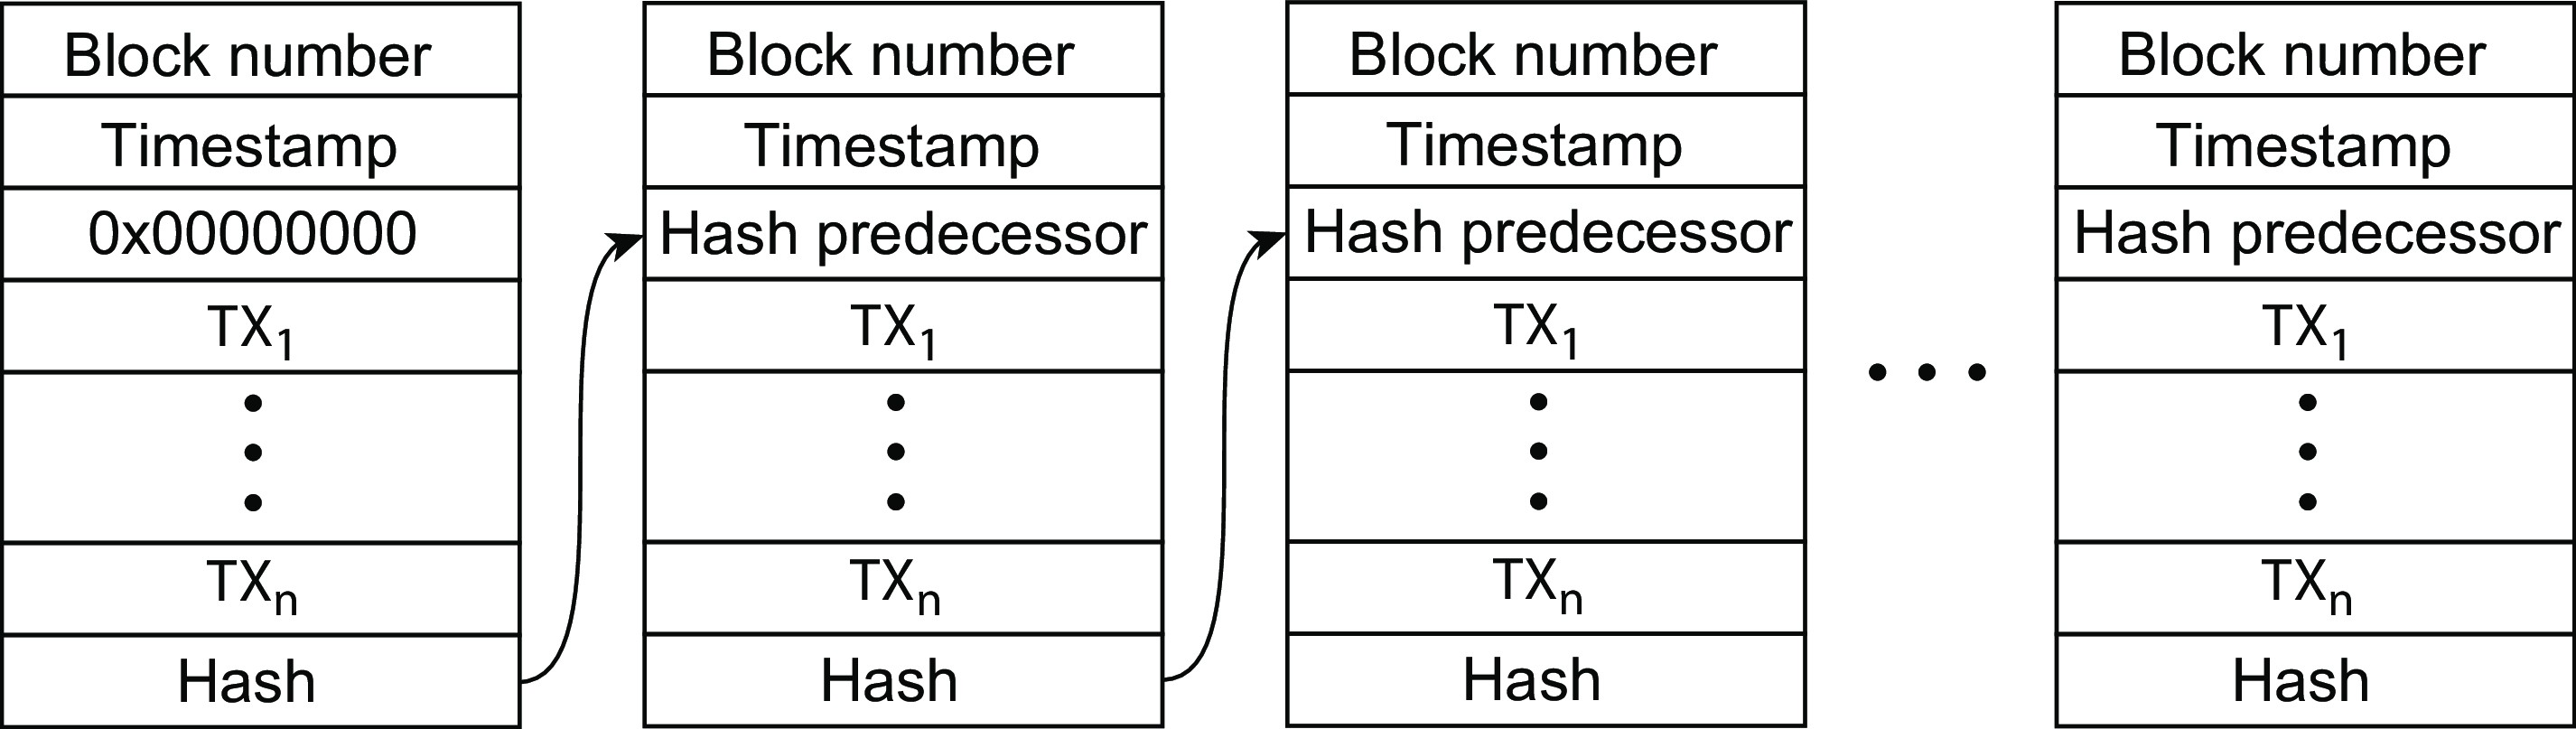 Block number
Timestamp
0x00000000
TX1
TXn
Hash
Block number
Timestamp
Hash predecessor
TX1
TXn
Hash
Block number
Timestamp
Hash predecessor
TX1
TXn
Hash
Block number
Timestamp
Hash predecessor
TX1
TXn
Hash